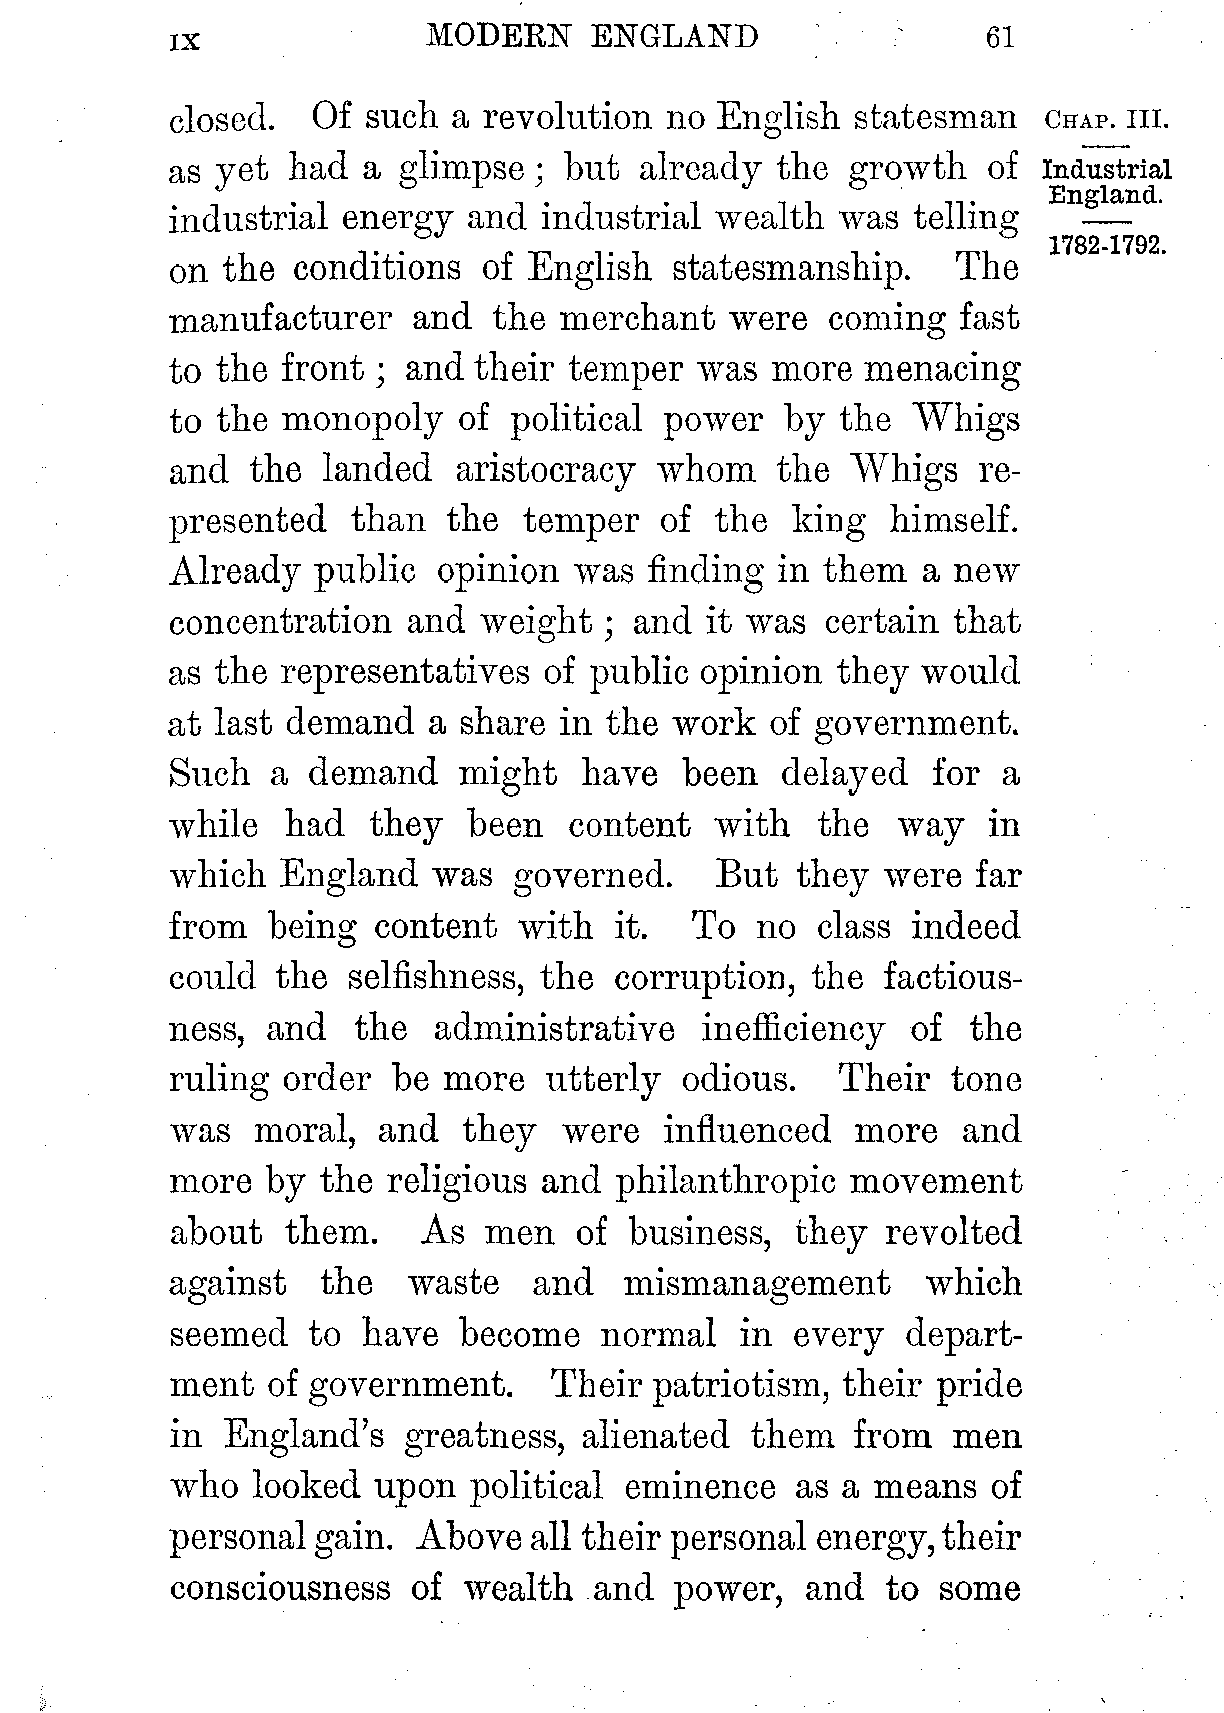 IX MODERN ENGLAND 61
closed. Of such a revolution no English statesman
as yet had a glimpse ; but already the growth of
industrial energy and industrial wealth was telling
on the conditions of English statesmanship. The
manufacturer and the merchant were coming fast
to the front ; and their temper was more menacing
to the monopoly of political power by the Whigs
and the landed aristocracy whom the Whigs re-
presented than the temper of the king himself.
Already public opinion was finding in them a new
concentration and weight ; and it was certain that
as the representatives of public opinion they would
at last demand a share in the work of government.
Such a demand might have been delayed for a
while had they been content with the way in
which England was governed. But they were far
from being content with it. To no class indeed
could the selfishness, the corruption, the factious-
ness, and the administrative inefficiency of the
ruling order be more utterly odious. Their tone
was moral, and they were influenced more and
more by the religious and philanthropic movement
about them. As men of business, they revolted
against the waste and mismanagement which
seemed to have become normal in every depart-
ment of government. Their patriotism, their pride
in England's greatness, alienated them from men
who looked upon political eminence as a means of
personal gain. Above all their personal energy, their
consciousness of wealth and power, and to some
CHAP. III.
Industrial
England.
1782-1792.